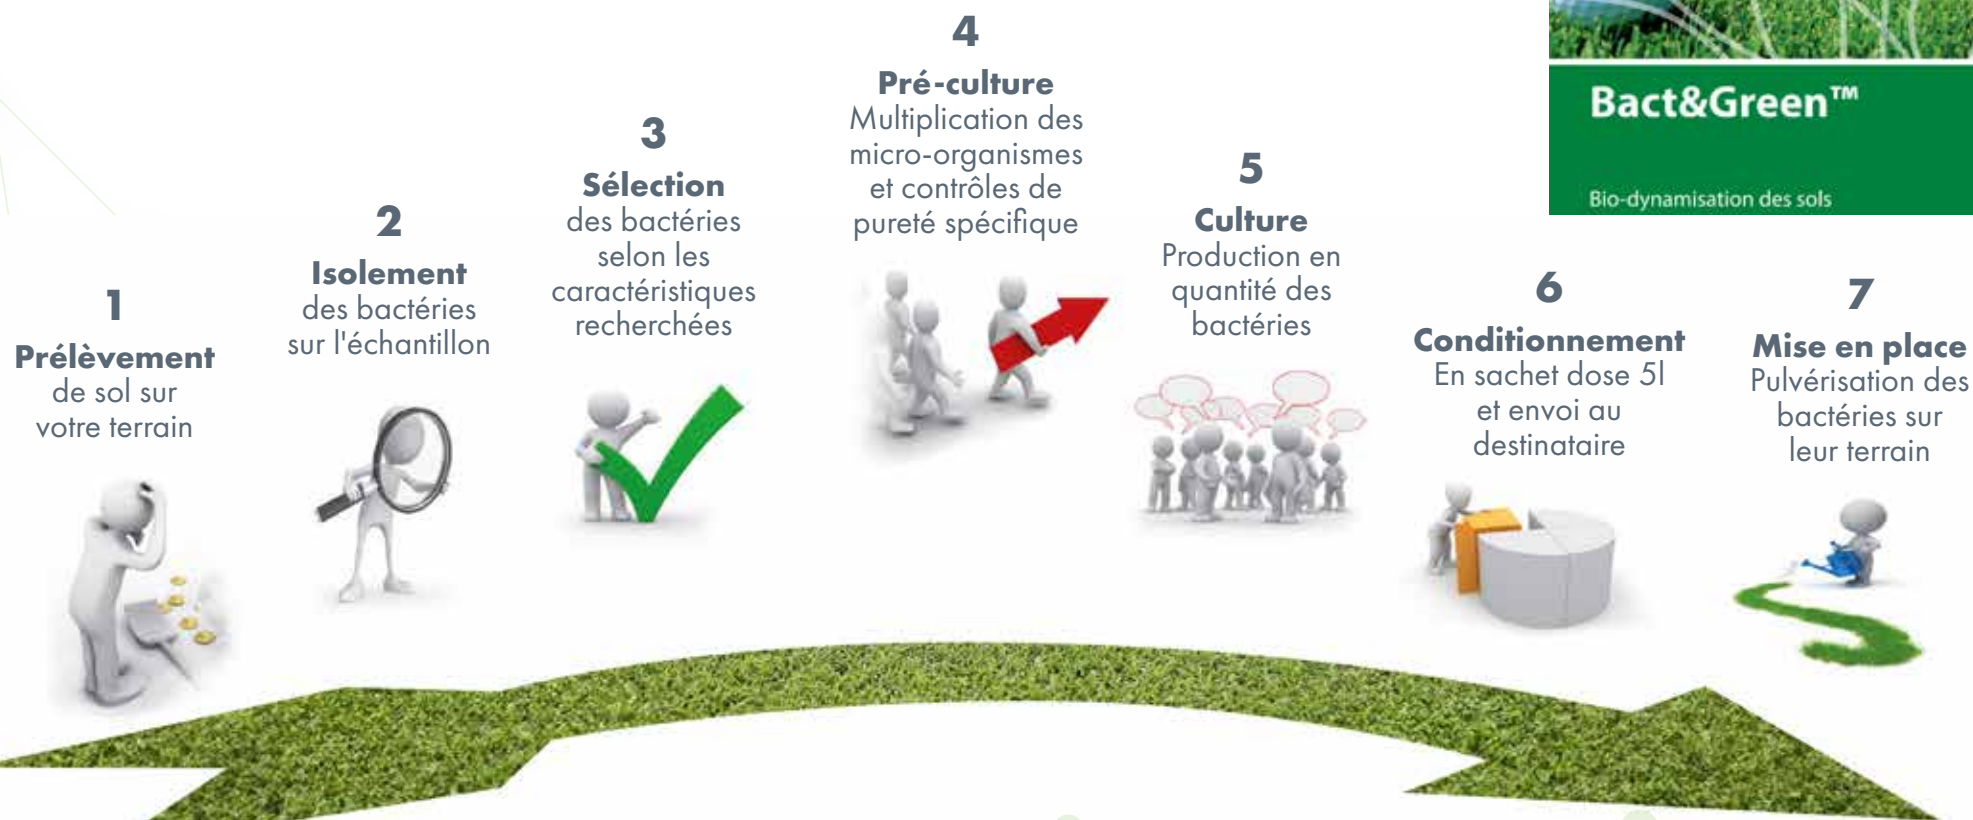 1
Prélèvement
de sol sur
votre terrain
2
Isolement
des bactéries
sur l'échantillon
3
Sélection
des bactéries
selon les
caractéristiques
recherchées
4
Pré-culture
Multiplication des
micro-organismes
et contrôles de
pureté spécifique
5
Culture
Production en
quantité des
bactéries
6
Conditionnement
En sachet dose 5l
et envoi au
destinataire
7
Mise en place
Pulvérisation des
bactéries sur
leur terrain
Bact&Green™
Bio-dynamisation des sols